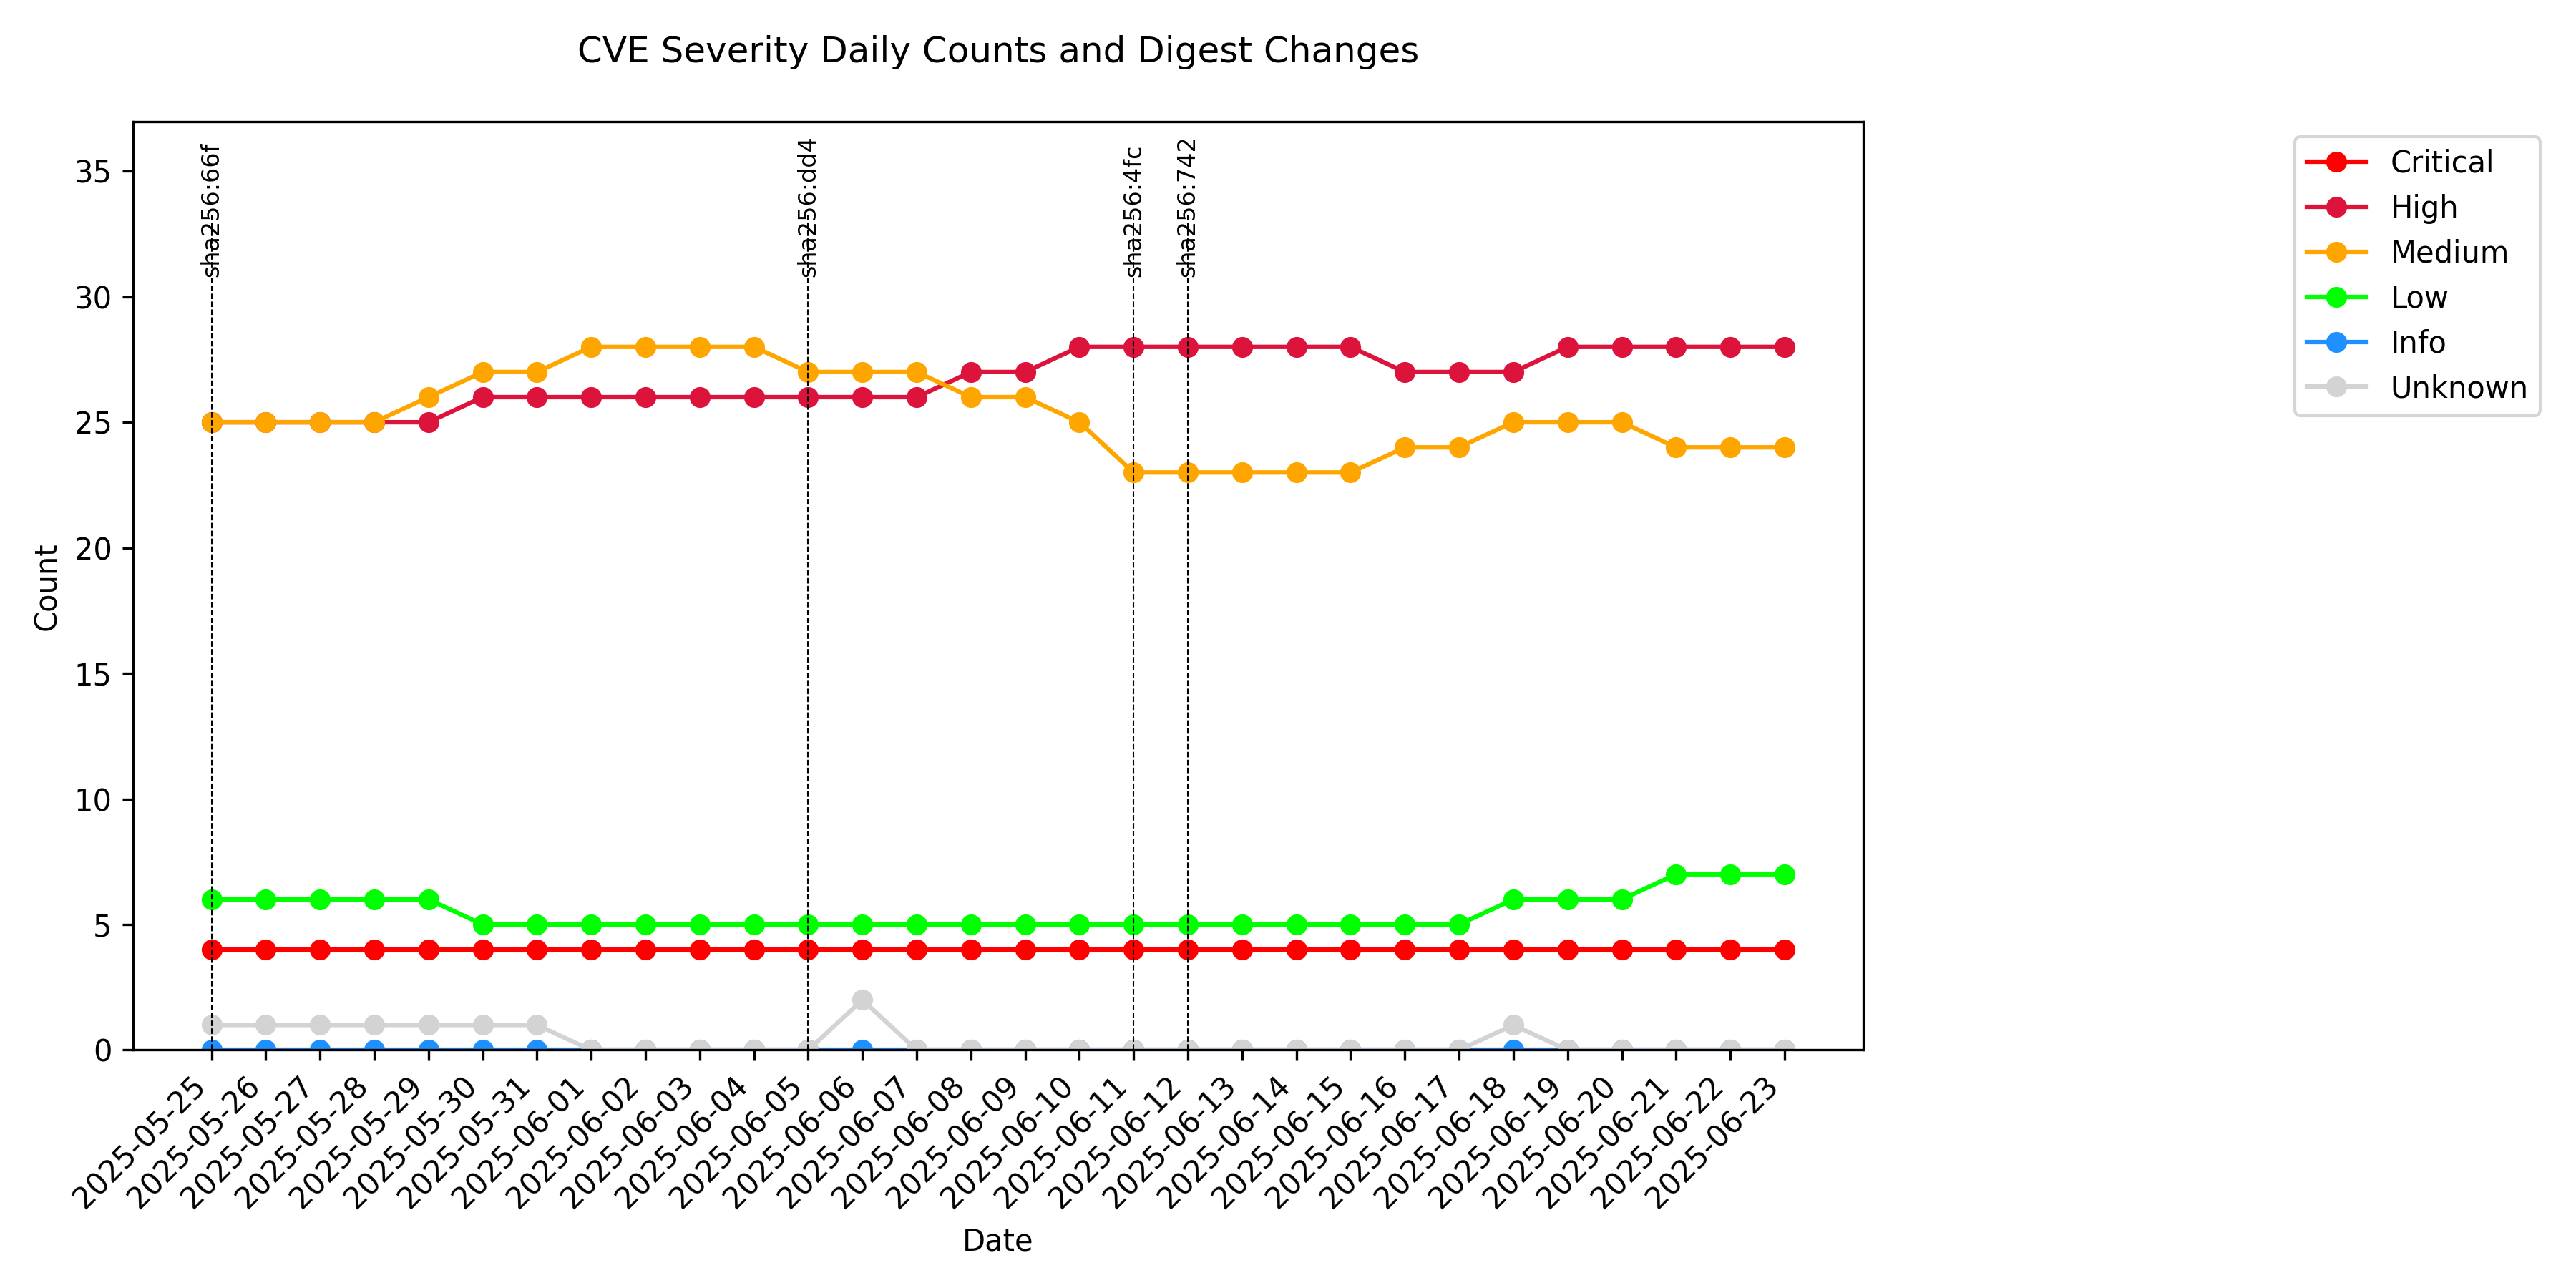 CVE Severity Daily Counts and Digest Changes
sha256:66f
sha256:dd4
sha256:4fc
sha256:742
Critical
High
Medium
Low
Info
Unknown
Count
35
30
25
20
15
10
5
0
2025-05-25
2025-05-26
2025-05-27
2025-05-28
2025-05-29
2025-05-30
2025-05-31
2025-06-01
2025-06-02
2025-06-03
2025-06-04
2025-06-05
2025-06-06
2025-06-07
2025-06-08
2025-06-09
2025-06-10
2025-06-11
2025-06-12
2025-06-13
2025-06-14
2025-06-15
2025-06-16
2025-06-17
2025-06-18
2025-06-19
2025-06-20
2025-06-21
2025-06-22
2025-06-23
Date